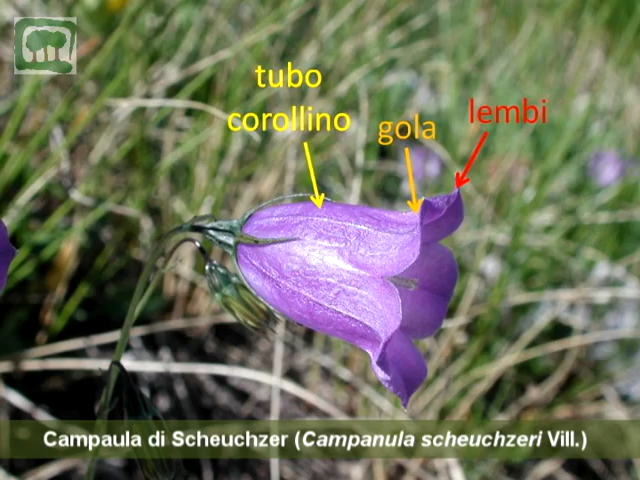 tubo
corollino
gola
lembi
Campaula di Scheuchzer (Campanula scheuchzeri Vill.)